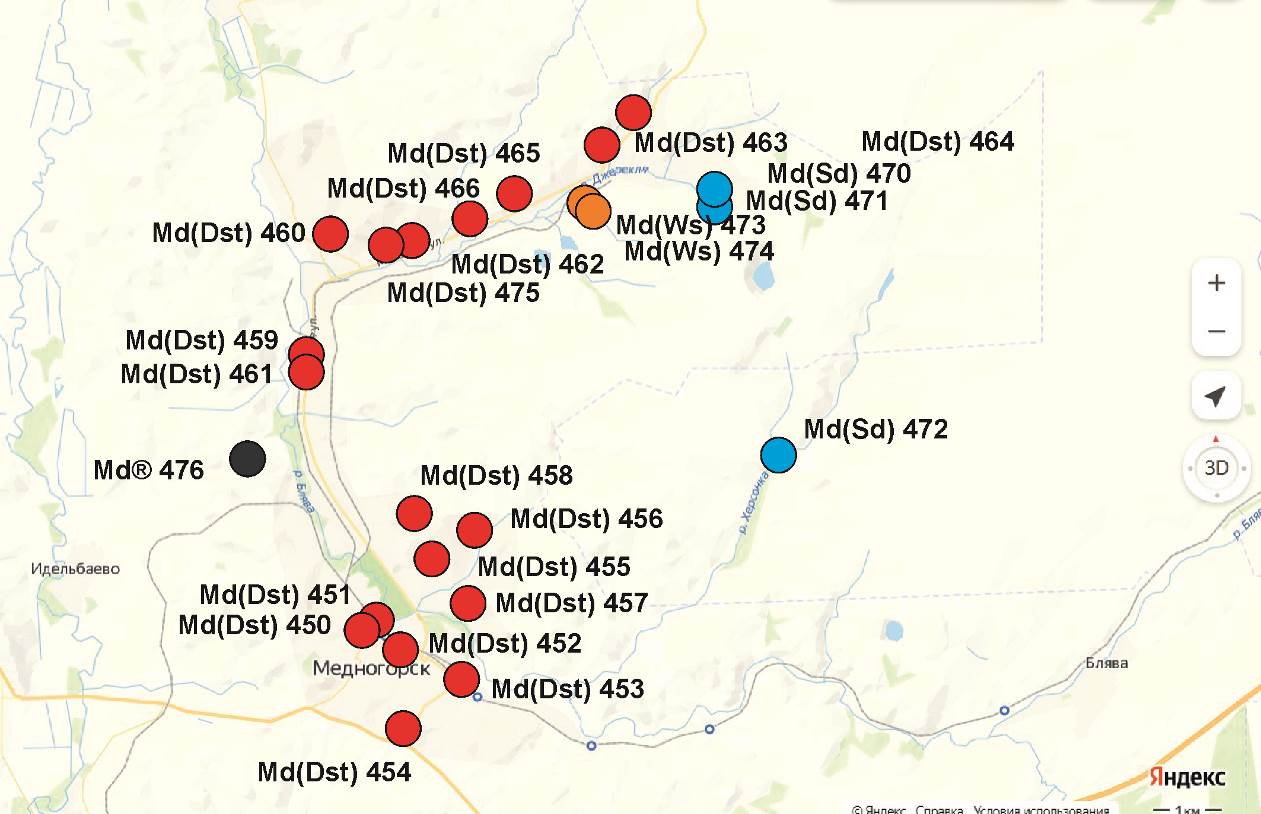 Md(Dst) 463
Md(Dst) 464
Md(Dst) 465
р. Джерекля
Md(Sd) 470
Md(Dst) 466
Md(Sd) 471
Md(Ws) 473
Md(Dst) 460
ул.
Md(Ws) 474
Md(Dst) 462
Md(Dst) 475
ул.
Md(Dst) 459
Md(Dst) 461
Md(Sd) 472
Md® 476
3D
Md(Dst) 458
р. Блява
р. Херсонка
Md(Dst) 456
Идельбаево
Md(Dst) 455
Md(Dst) 451
Md(Dst) 457
Md(Dst) 450
Md(Dst) 452
Медногорск
Блява
Md(Dst) 453
Md(Dst) 454
Яндекс
© Яндекс Справка Условия использования
1 км